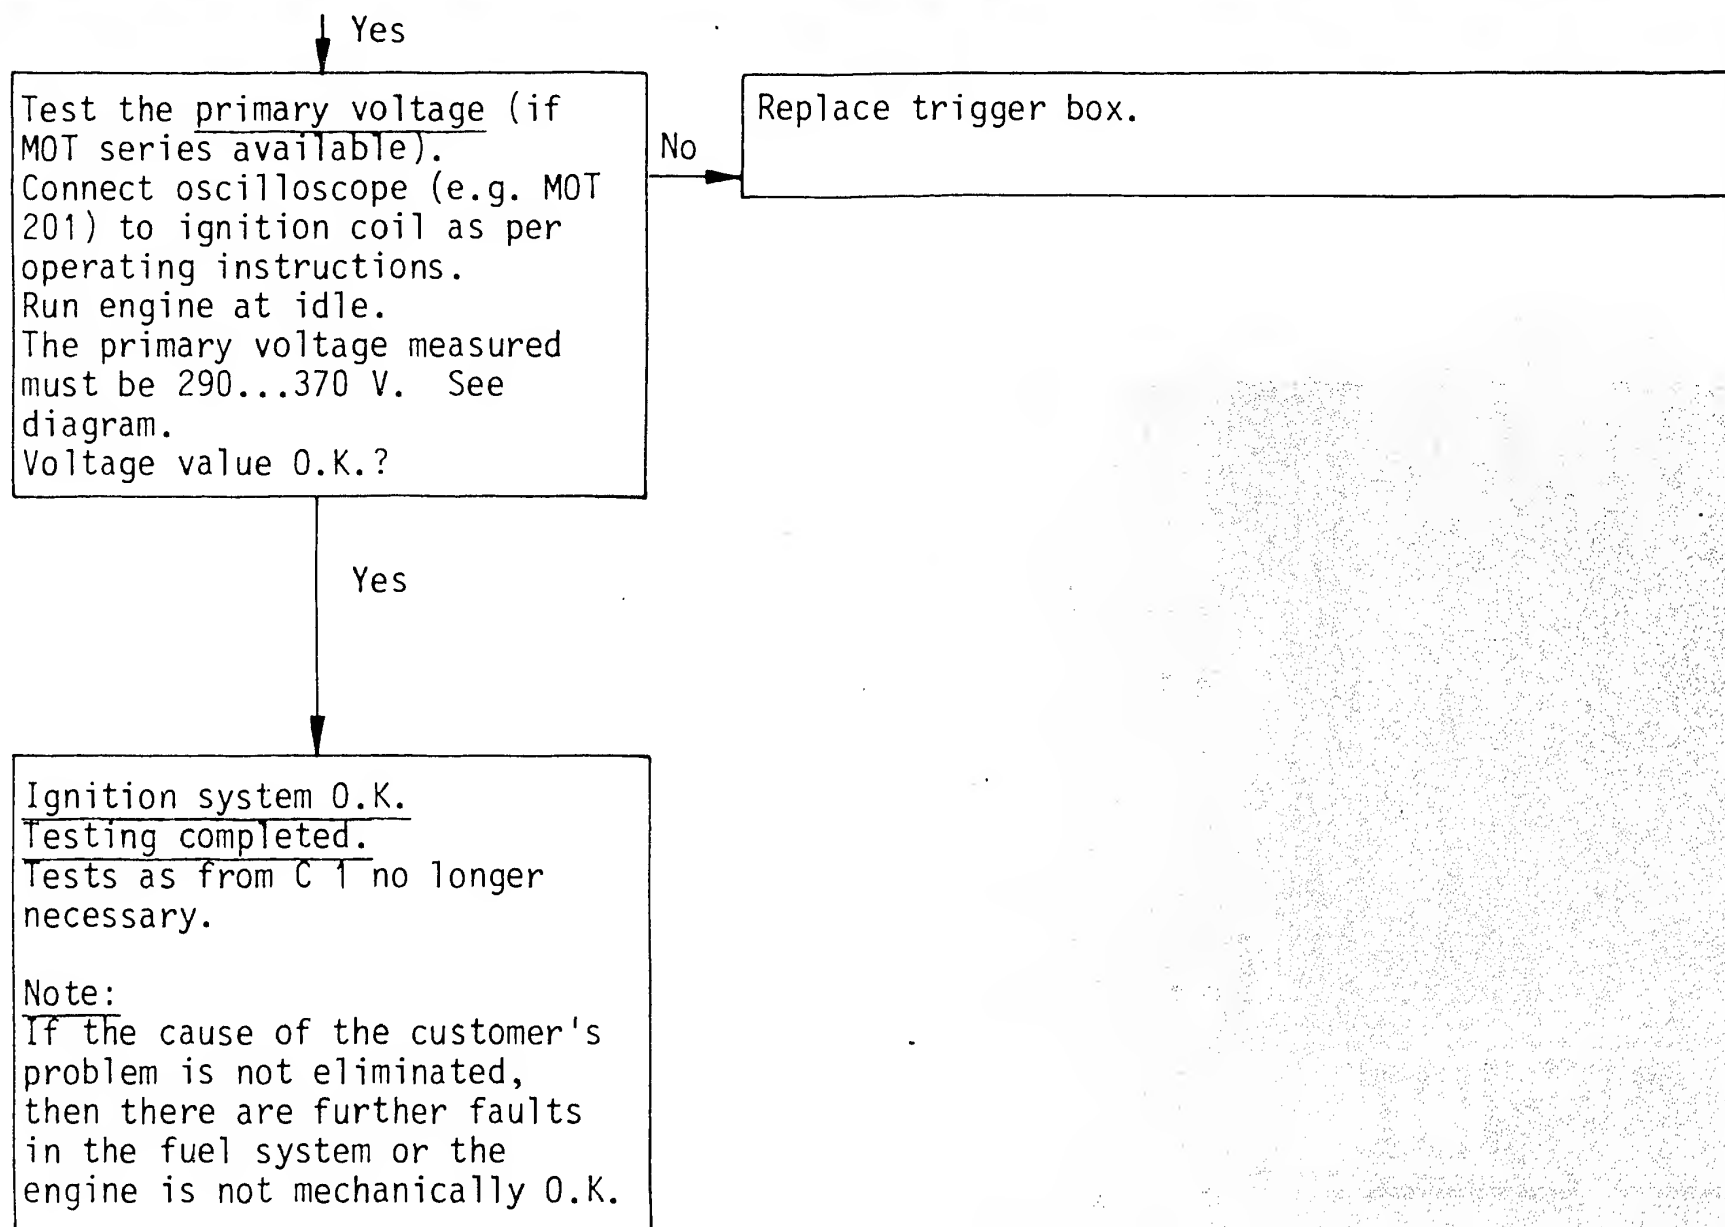 Yes
Test the primary voltage (if
MOT series available).
Connect oscilloscope (e.g. MOT
201) to ignition coil as per
operating instructions.
Run engine at idle.
The primary voltage measured
must be 290...370 V.  See
diagram.
Voltage value O.K.?
No
Replace trigger box.
Yes
Ignition system O.K.
Testing completed.
Tests as from C 1 no longer
necessary.
Note:
If the cause of the customer's
problem is not eliminated,
then there are further faults
in the fuel system or the
engine is not mechanically O.K.